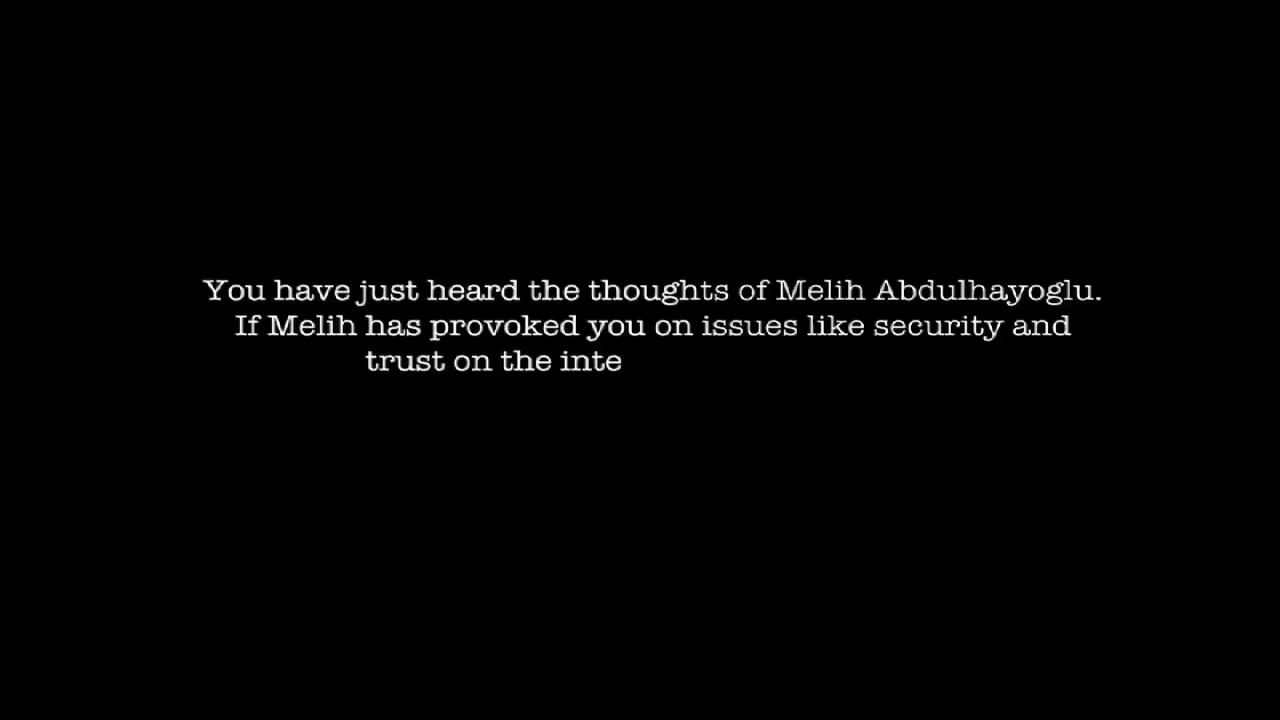 You have just heard the thoughts of Melih Abdulhayoglu.
If Melih has provoked you on issues like security and
trust on the inte